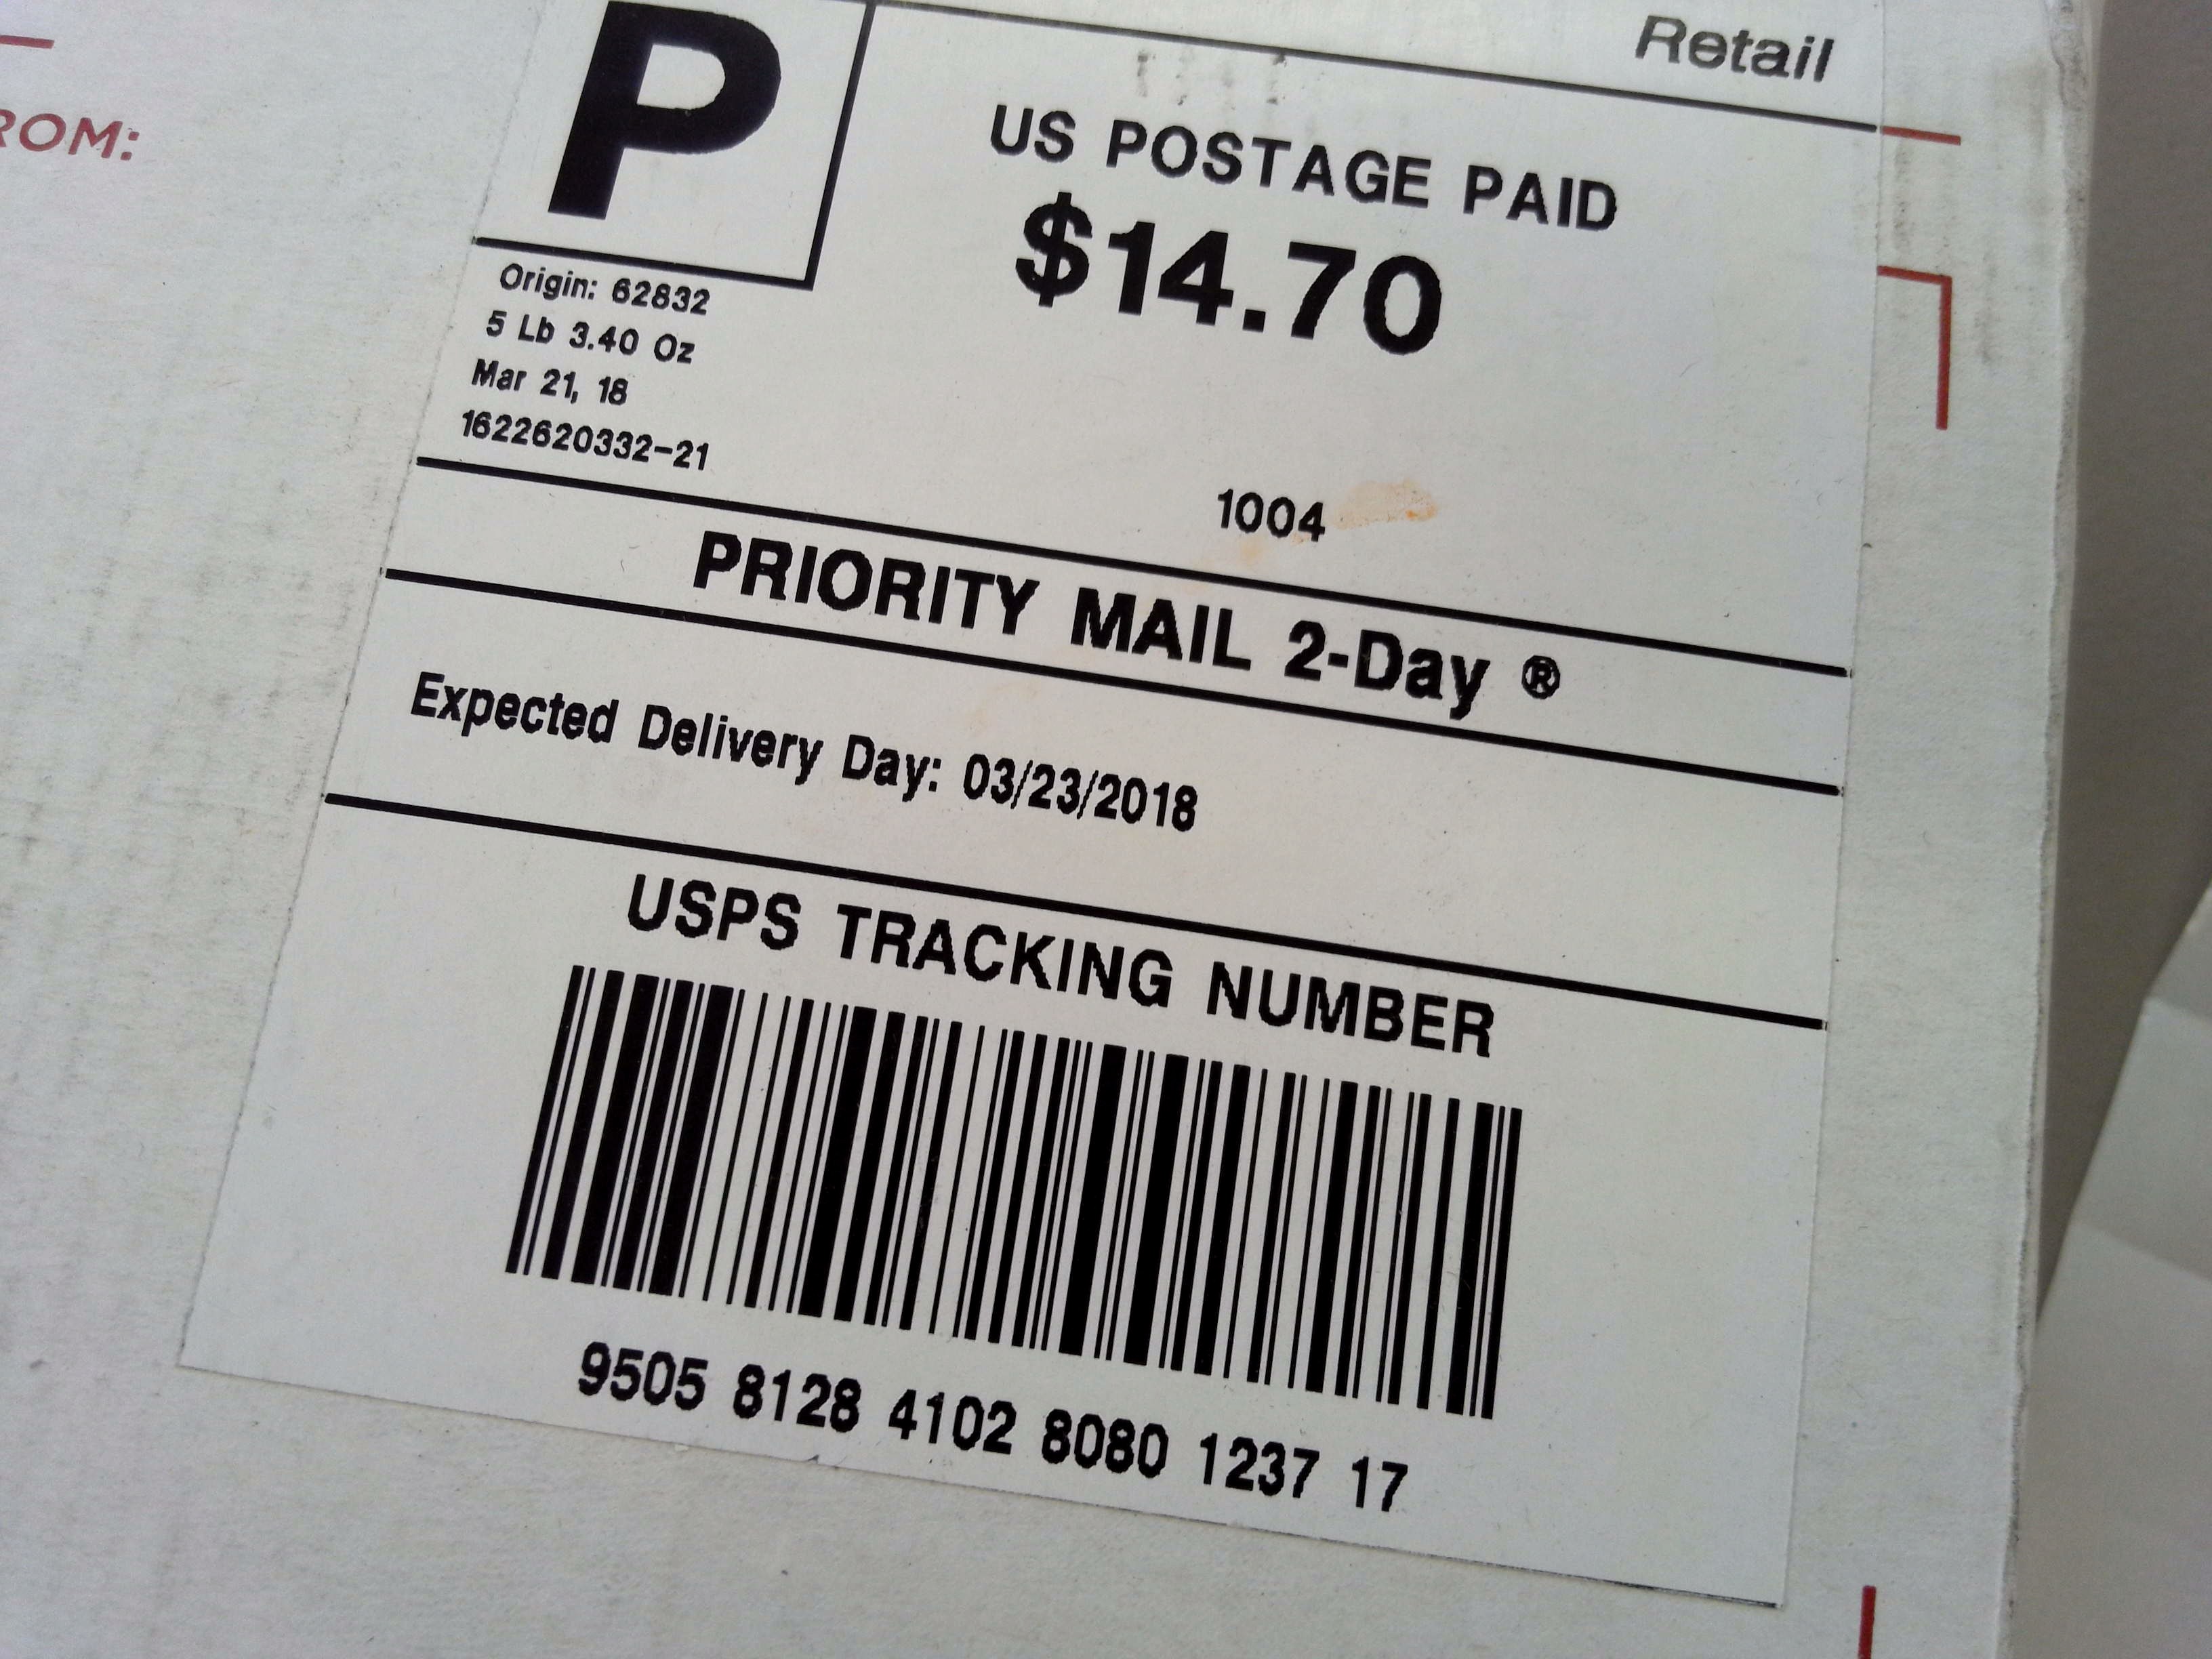 Retail
ROM:
P
US POSTAGE PAID
$14.70
Origin: 62832
5 Lb 3.40 Oz
Mar 21, 18
1622620332-21
1004
PRIORITY MAIL 2-Day ®
Expected Delivery Day: 03/23/2018
USPS TRACKING NUMBER
9505 8128 4102 8080 1237 17